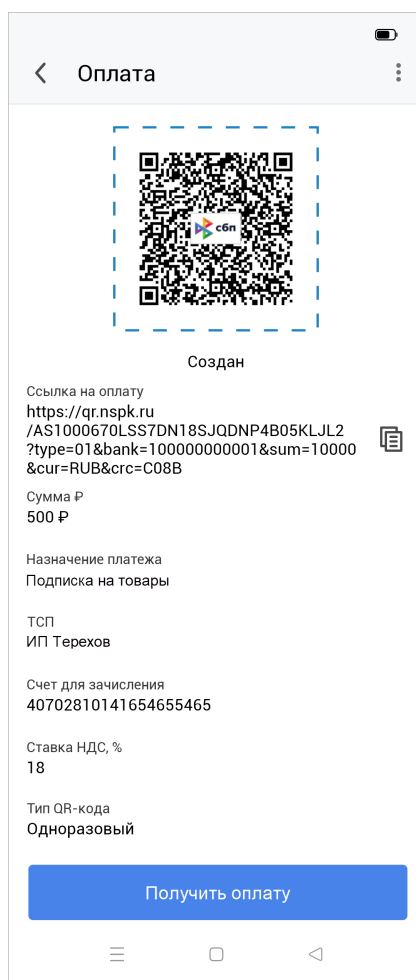 Оплата
сбп
Создан
Ссылка на оплату
https://qr.nspk.ru
/AS1000670LSS7DN18SJQDNP4B05KLJL2
?type=01&bank=100000000001&sum=10000
&cur=RUB&crc=C08B
Сумма ₽
500 ₽
Назначение платежа
Подписка на товары
ТСП
ИП Терехов
Счет для зачисления
40702810141654655465
Ставка НДС, %
18
Тип QR-кода
Одноразовый
Получить оплату